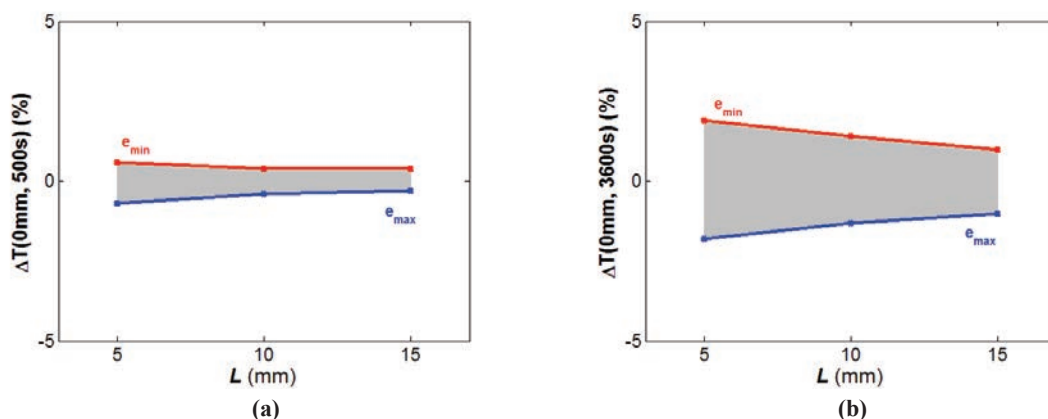 5
0
-5
ΔT(0mm, 500s) (%)
e_min
e_max
5 10 15
L (mm)
(a)
5
0
-5
ΔT(0mm, 3600s) (%)
e_min
e_max
5 10 15
L (mm)
(b)